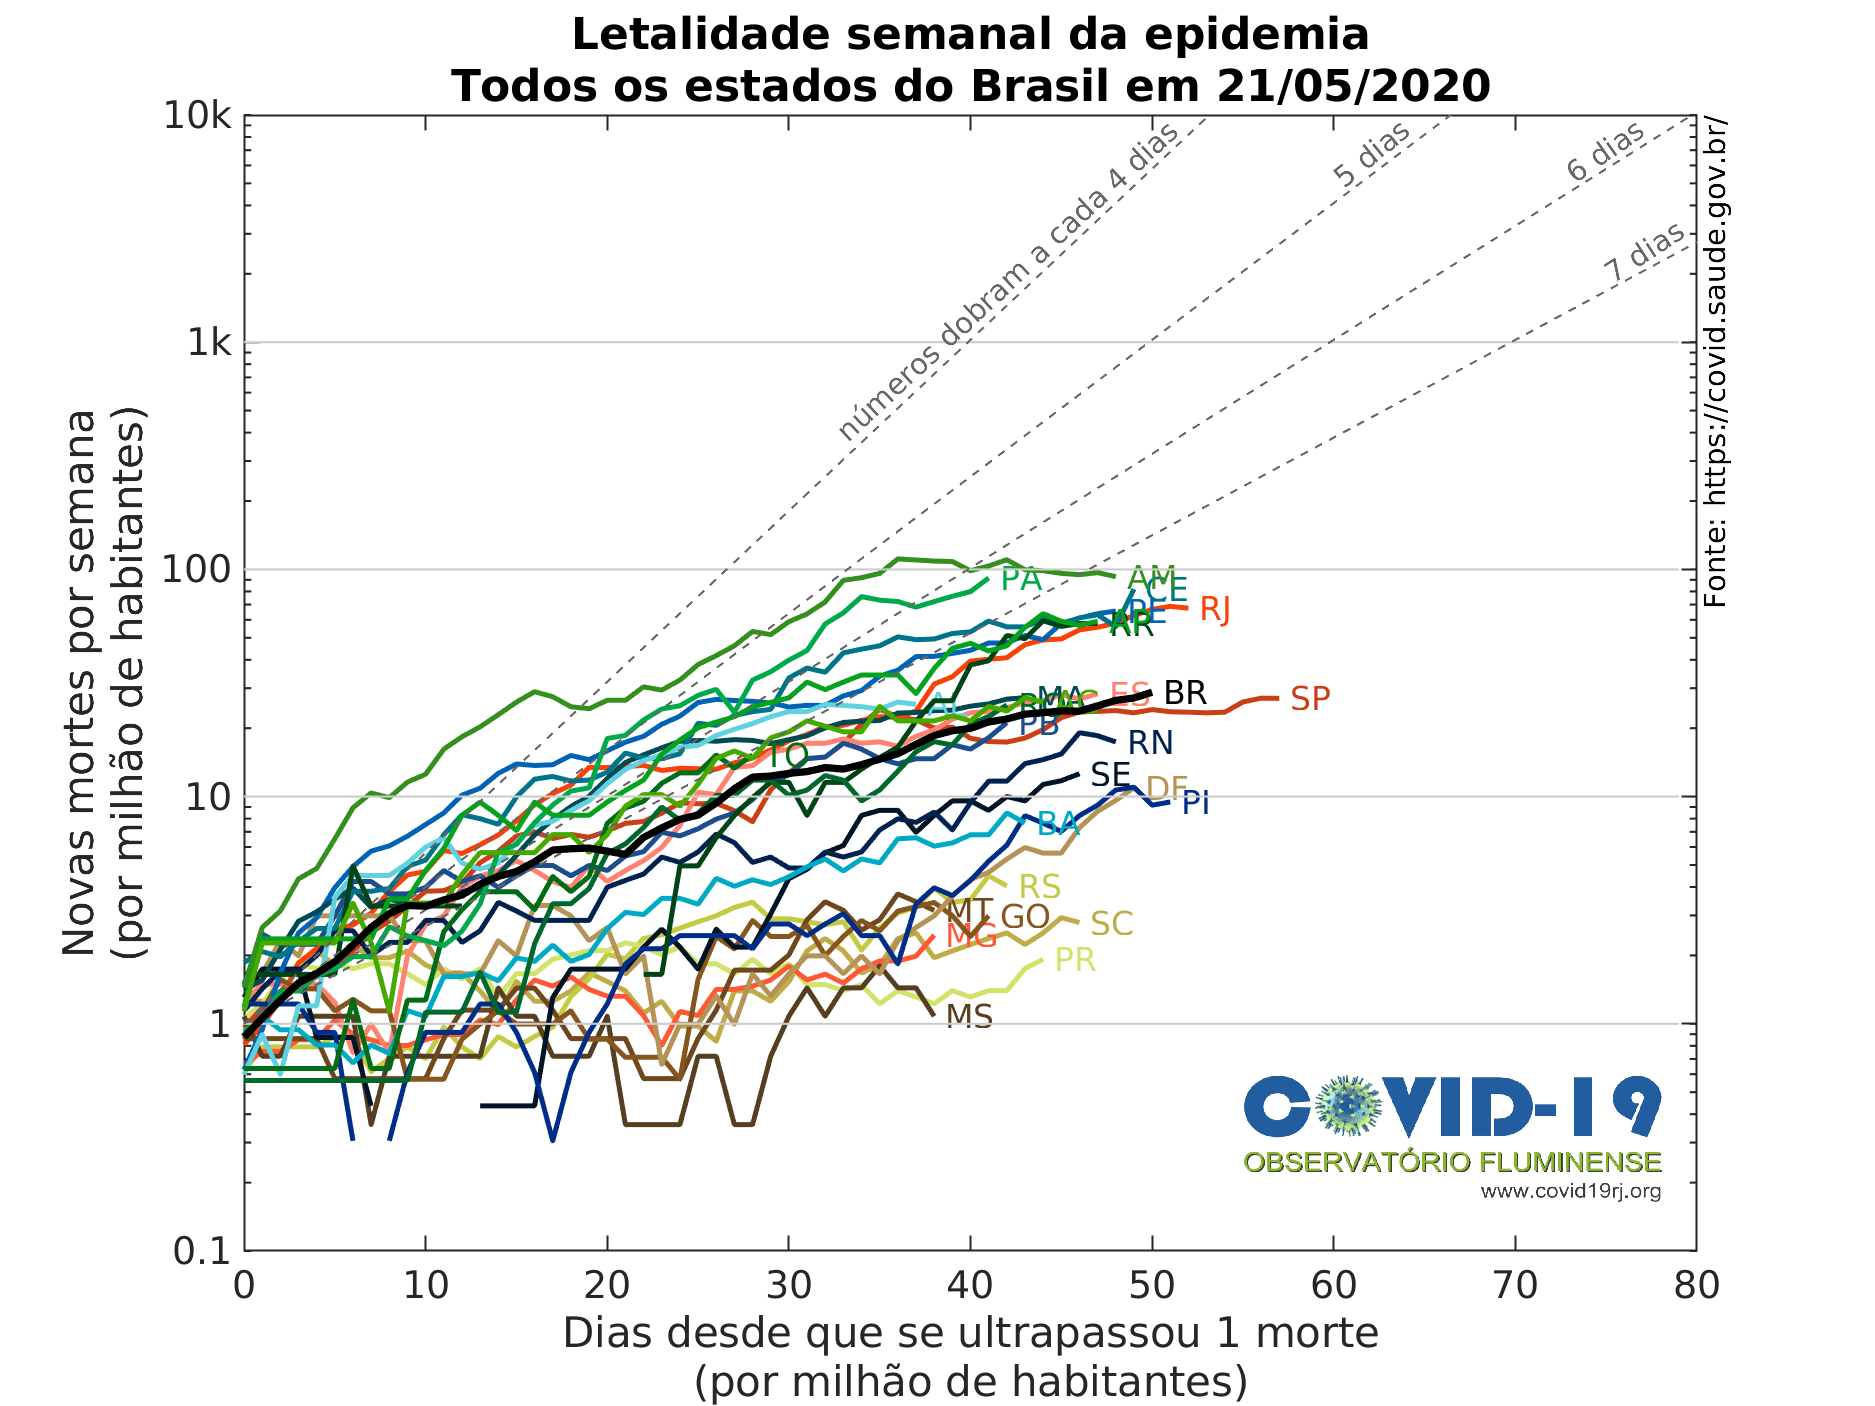 Letalidade semanal da epidemia
Todos os estados do Brasil em 21/05/2020
10k
1k
100
10
1
0.1
Novas mortes por semana
(por milhão de habitantes)
números dobram a cada 4 dias
5 dias
6 dias
7 dias
Fonte: https://covid.saude.gov.br/
PA
AM
CE
PE
RJ
AP
RR
MA
AC
ES
BR
SP
PB
RN
TO
SE
DF
PI
BA
RS
MT
GO
SC
MG
PR
MS
COVID-19
OBSERVATÓRIO FLUMINENSE
www.covid19rj.org
0 10 20 30 40 50 60 70 80
Dias desde que se ultrapassou 1 morte
(por milhão de habitantes)